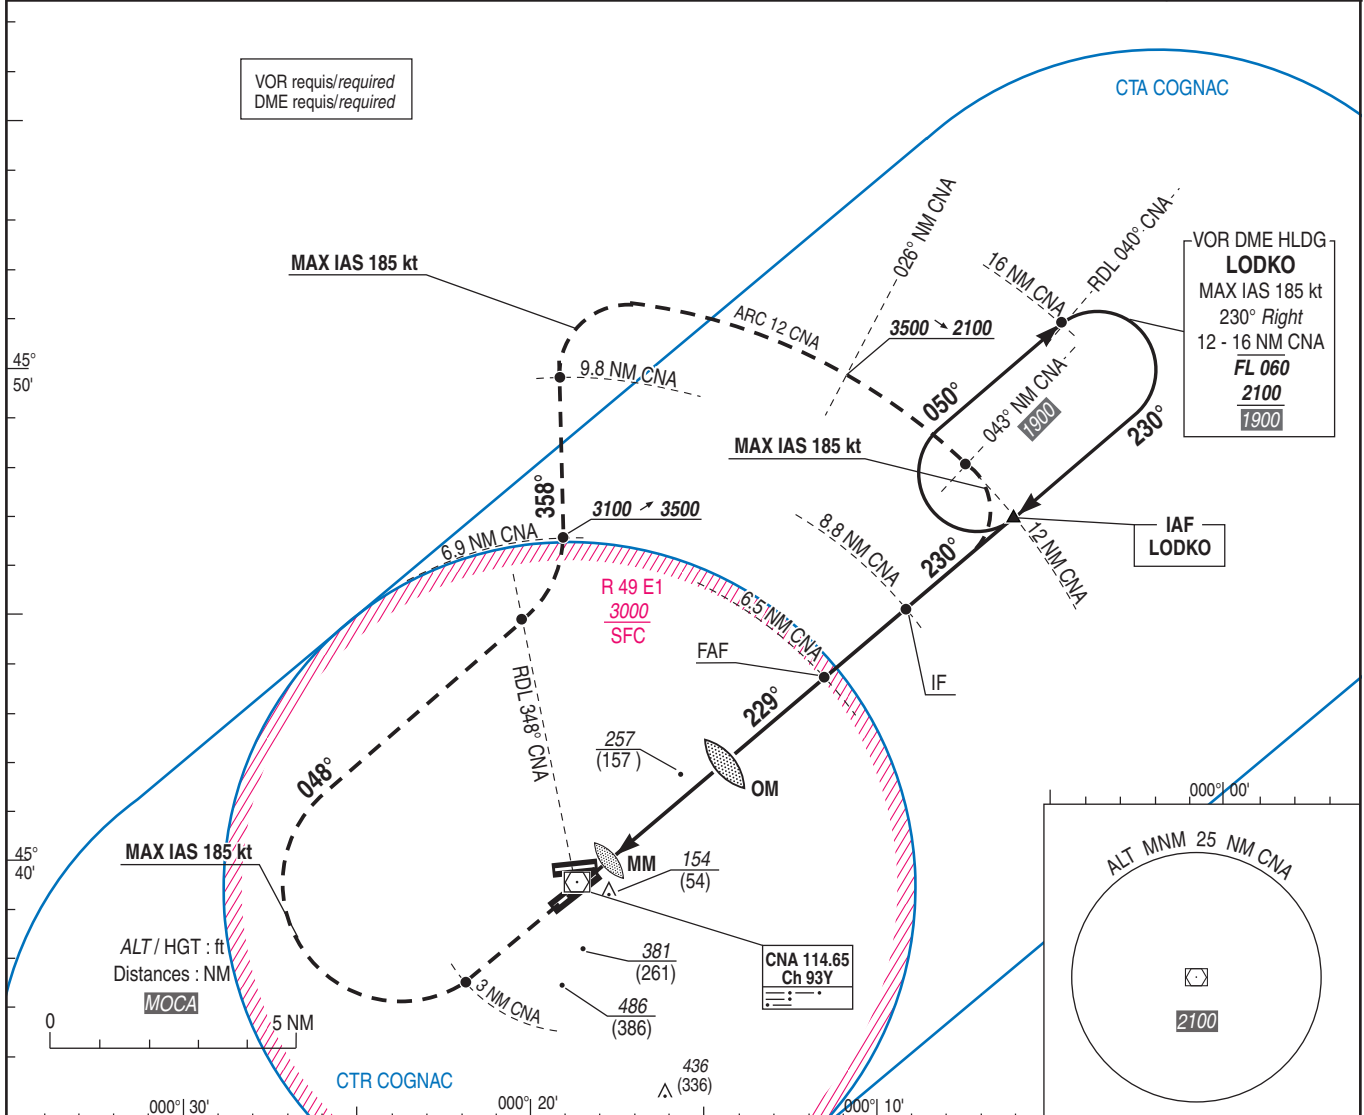 VOR requis/required
DME requis/required
CTA COGNAC
MAX IAS 185 kt
ARC 12 CNA
026° NM CNA
16 NM CNA
RDL 040° CNA
VOR DME HLDG
LODKO
MAX IAS 185 kt
230° Right
12 - 16 NM CNA
FL 060
2100
1900
3500 ↘ 2100
45°
50'
9.8 NM CNA
050°
043° NM CNA
1900
230°
MAX IAS 185 kt
358°
3100 ↗ 3500
6.9 NM CNA
8.8 NM CNA
230°
12 NM CNA
IAF
LODKO
R 49 E1
3000
SFC
6.5 NM CNA
FAF
IF
RDL 348° CNA
229°
257
(157 )
OM
048°
000° 00'
MAX IAS 185 kt
45°
40'
MM
154
(54)
ALT MNM 25 NM CNA
2100
ALT / HGT : ft
Distances : NM
MOCA
0
5 NM
381
(261)
CNA 114.65
Ch 93Y
3 NM CNA
486
(386)
436
(336)
CTR COGNAC
000° 30'
000° 20'
000° 10'